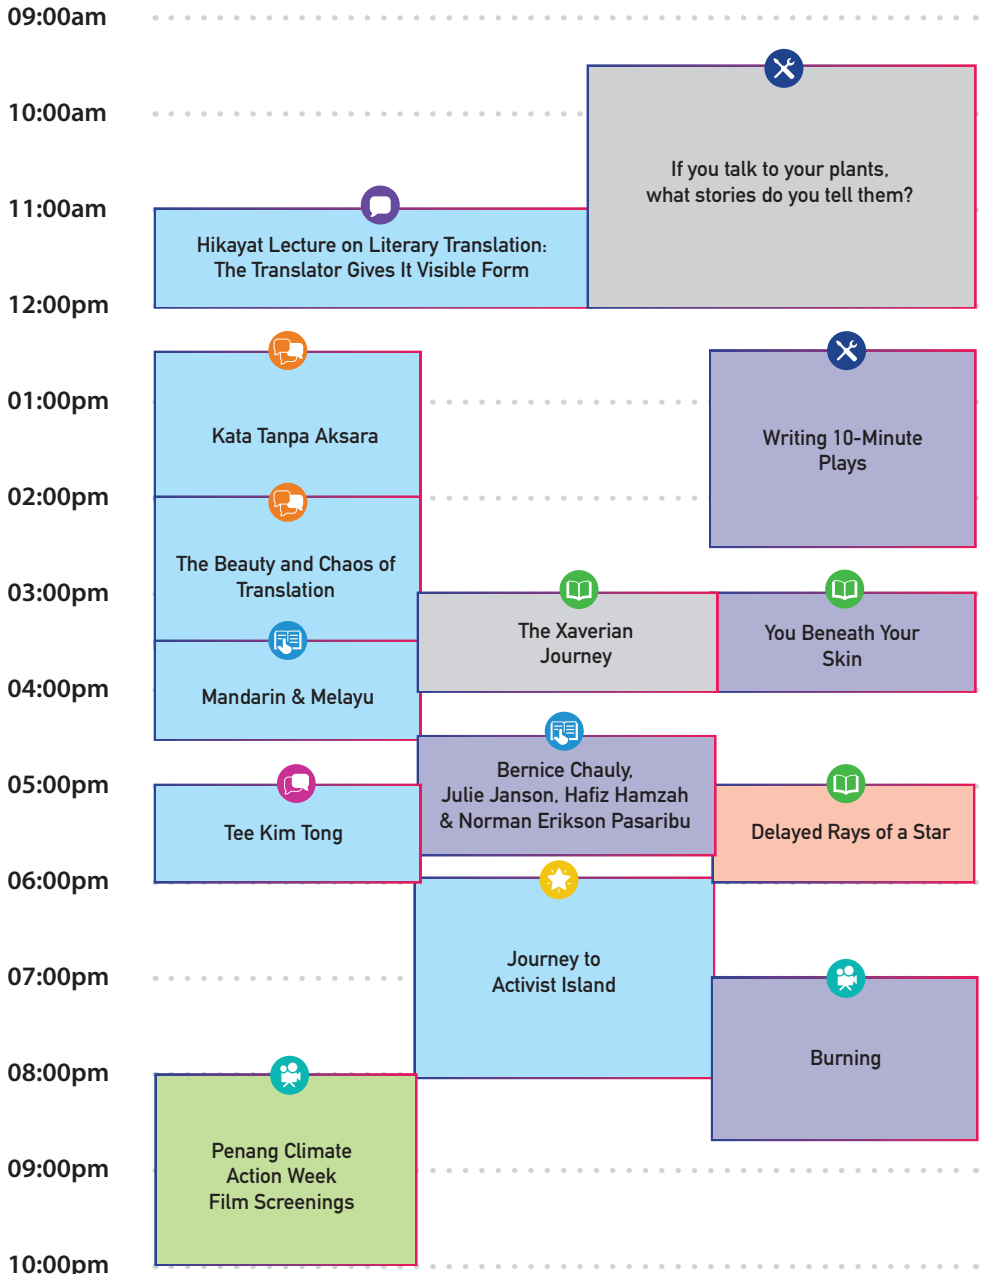 09:00am
10:00am
If you talk to your plants,
what stories do you tell them?
11:00am
Hikayat Lecture on Literary Translation:
The Translator Gives It Visible Form
12:00pm
01:00pm
Kata Tanpa Aksara
Writing 10-Minute
Plays
02:00pm
The Beauty and Chaos of
Translation
03:00pm
The Xaverian
Journey
You Beneath Your
Skin
04:00pm
Mandarin & Melayu
Bernice Chauly,
Julie Janson, Hafiz Hamzah
& Norman Erikson Pasaribu
05:00pm
Tee Kim Tong
Delayed Rays of a Star
06:00pm
Journey to
Activist Island
07:00pm
Burning
08:00pm
Penang Climate
Action Week
Film Screenings
09:00pm
10:00pm